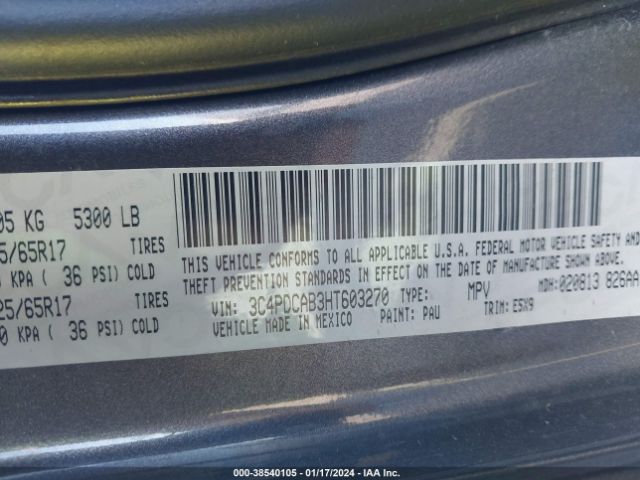 05 KG 5300 LB
5/65R17 TIRES
KPA ( 36 PSI) COLD
25/65R17 TIRES
0 KPA ( 36 PSI) COLD
THIS VEHICLE CONFORMS TO ALL APPLICABLE U.S.A. FEDERAL MOTOR VEHICLE SAFETY AND
THEFT PREVENTION STANDARDS IN EFFECT ON THE DATE OF MANUFACTURE SHOWN ABOVE.
VIN: 3C4PDCAB3HT603270 TYPE: MPV MDH:020813 926AA
VEHICLE MADE IN MEXICO PAINT: PAU TRIM: E5X9
000-38540105 - 01/17/2024 - IAA Inc.